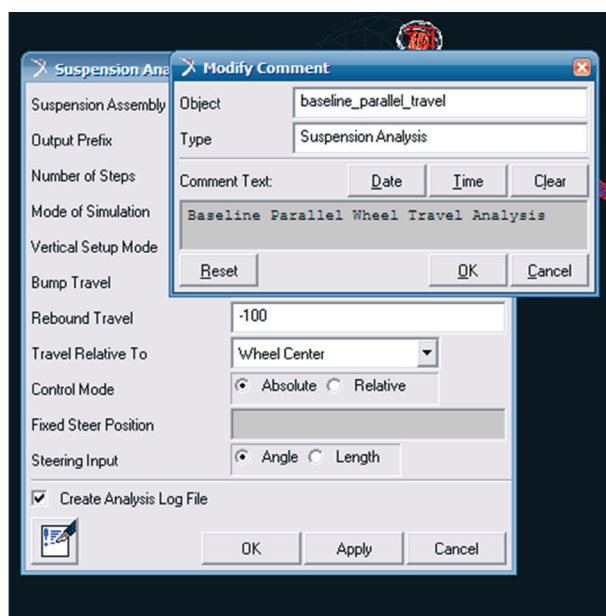 Suspension Ana
Modify Comment
Object
baseline_parallel_travel
Type
Suspension Analysis
Comment Text:
Date
Time
Clear
Baseline Parallel Wheel Travel Analysis
Reset
OK
Cancel
Suspension Assembly
Output Prefix
Number of Steps
Mode of Simulation
Vertical Setup Mode
Bump Travel
Rebound Travel
-100
Travel Relative To
Wheel Center
Control Mode
Absolute
Relative
Fixed Steer Position
Steering Input
Angle
Length
Create Analysis Log File
OK
Apply
Cancel